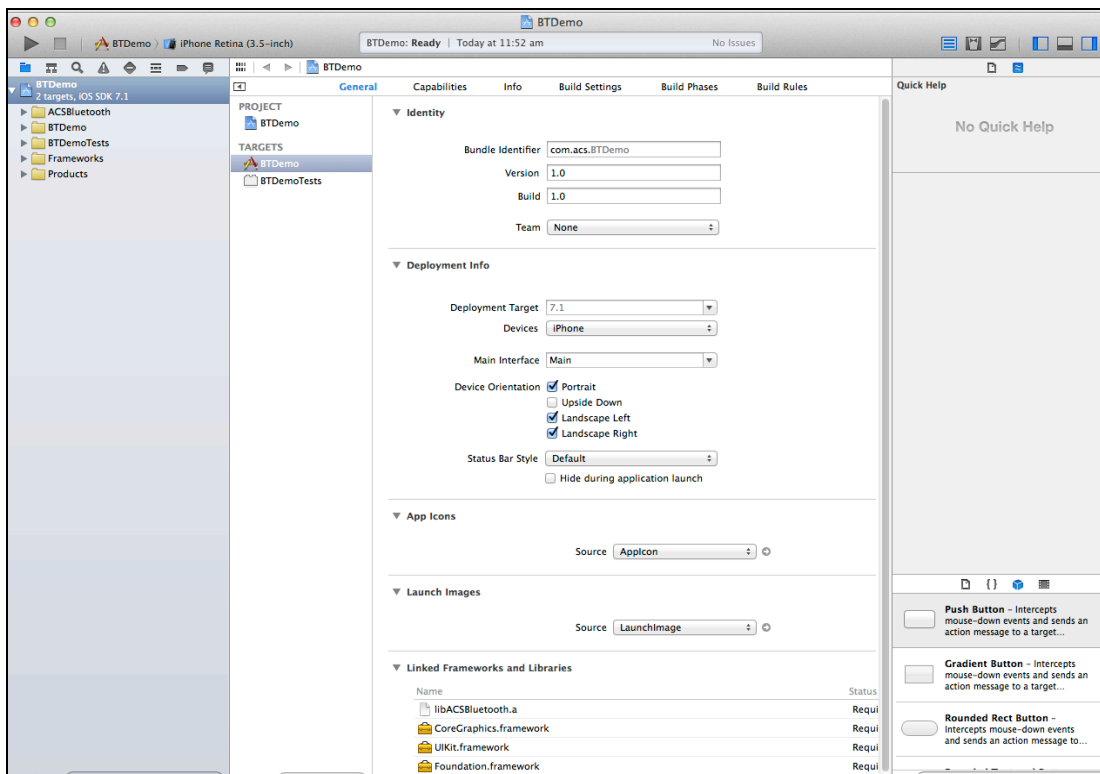 BTDemo
BTDemo iPhone Retina (3.5-inch)
BTDemo: Ready | Today at 11:52 am No Issues
BTDemo
2 targets, iOS SDK 7.1
ACSBluetooth
BTDemo
BTDemoTests
Frameworks
Products
BTDemo
General Capabilities Info Build Settings Build Phases Build Rules
PROJECT
BTDemo
TARGETS
BTDemo
BTDemoTests
Identity
Bundle Identifier com.acs.BTDemo
Version 1.0
Build 1.0
Team None
Deployment Info
Deployment Target 7.1
Devices iPhone
Main Interface Main
Device Orientation Portrait
Upside Down
Landscape Left
Landscape Right
Status Bar Style Default
Hide during application launch
App Icons
Source AppIcon
Launch Images
Source LaunchImage
Linked Frameworks and Libraries
Name Status
libACSBluetooth.a Requi
CoreGraphics.framework Requi
UIKit.framework Requi
Foundation.framework Requi
Quick Help
No Quick Help
{}
Push Button - Intercepts
mouse-down events and sends an
action message to a target...
Gradient Button - Intercepts
mouse-down events and sends an
action message to a target...
Rounded Rect Button -
Intercepts mouse-down events
and sends an action message to...